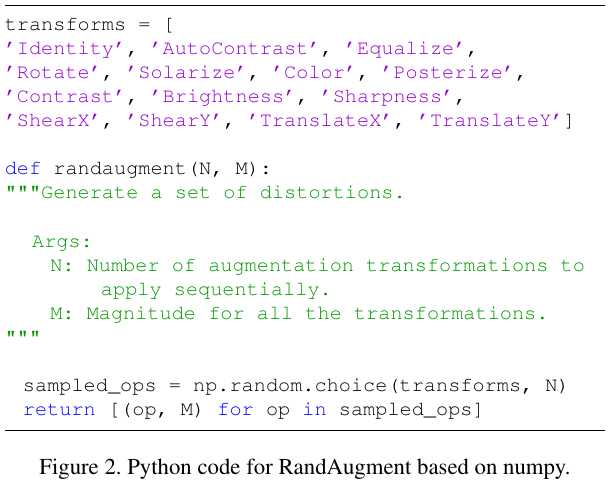 transforms = [
’Identity’, ’AutoContrast’, ’Equalize’,
’Rotate’, ’Solarize’, ’Color’, ’Posterize’,
’Contrast’, ’Brightness’, ’Sharpness’,
’ShearX’, ’ShearY’, ’TranslateX’, ’TranslateY’]
def randaugment(N, M):
"""Generate a set of distortions.
Args:
N: Number of augmentation transformations to
apply sequentially.
M: Magnitude for all the transformations.
"""
sampled_ops = np.random.choice(transforms, N)
return [(op, M) for op in sampled_ops]
Figure 2. Python code for RandAugment based on numpy.